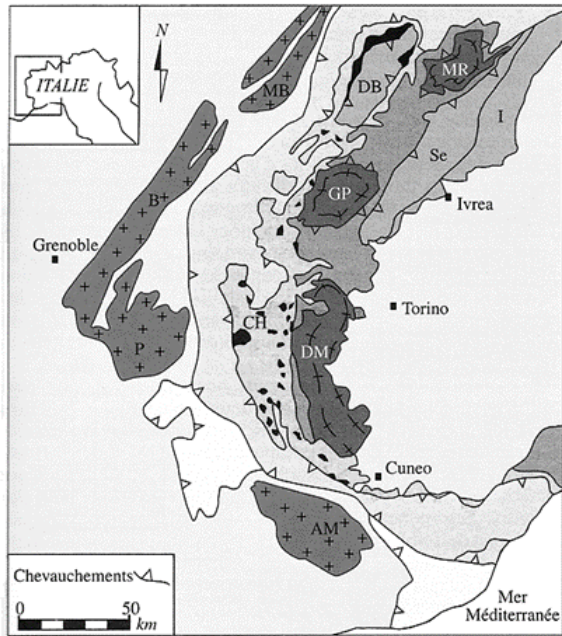 N
ITALIE
MB
DB
MR
I
Se
B
GP
Ivrea
Grenoble
Torino
CH
P
DM
Cuneo
AM
Chevauchements
0
50
km
Mer
Méditerranée